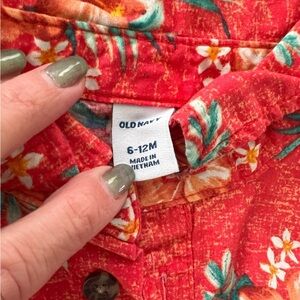 OLD NAVY
6-12M
MADE IN
VIETNAM